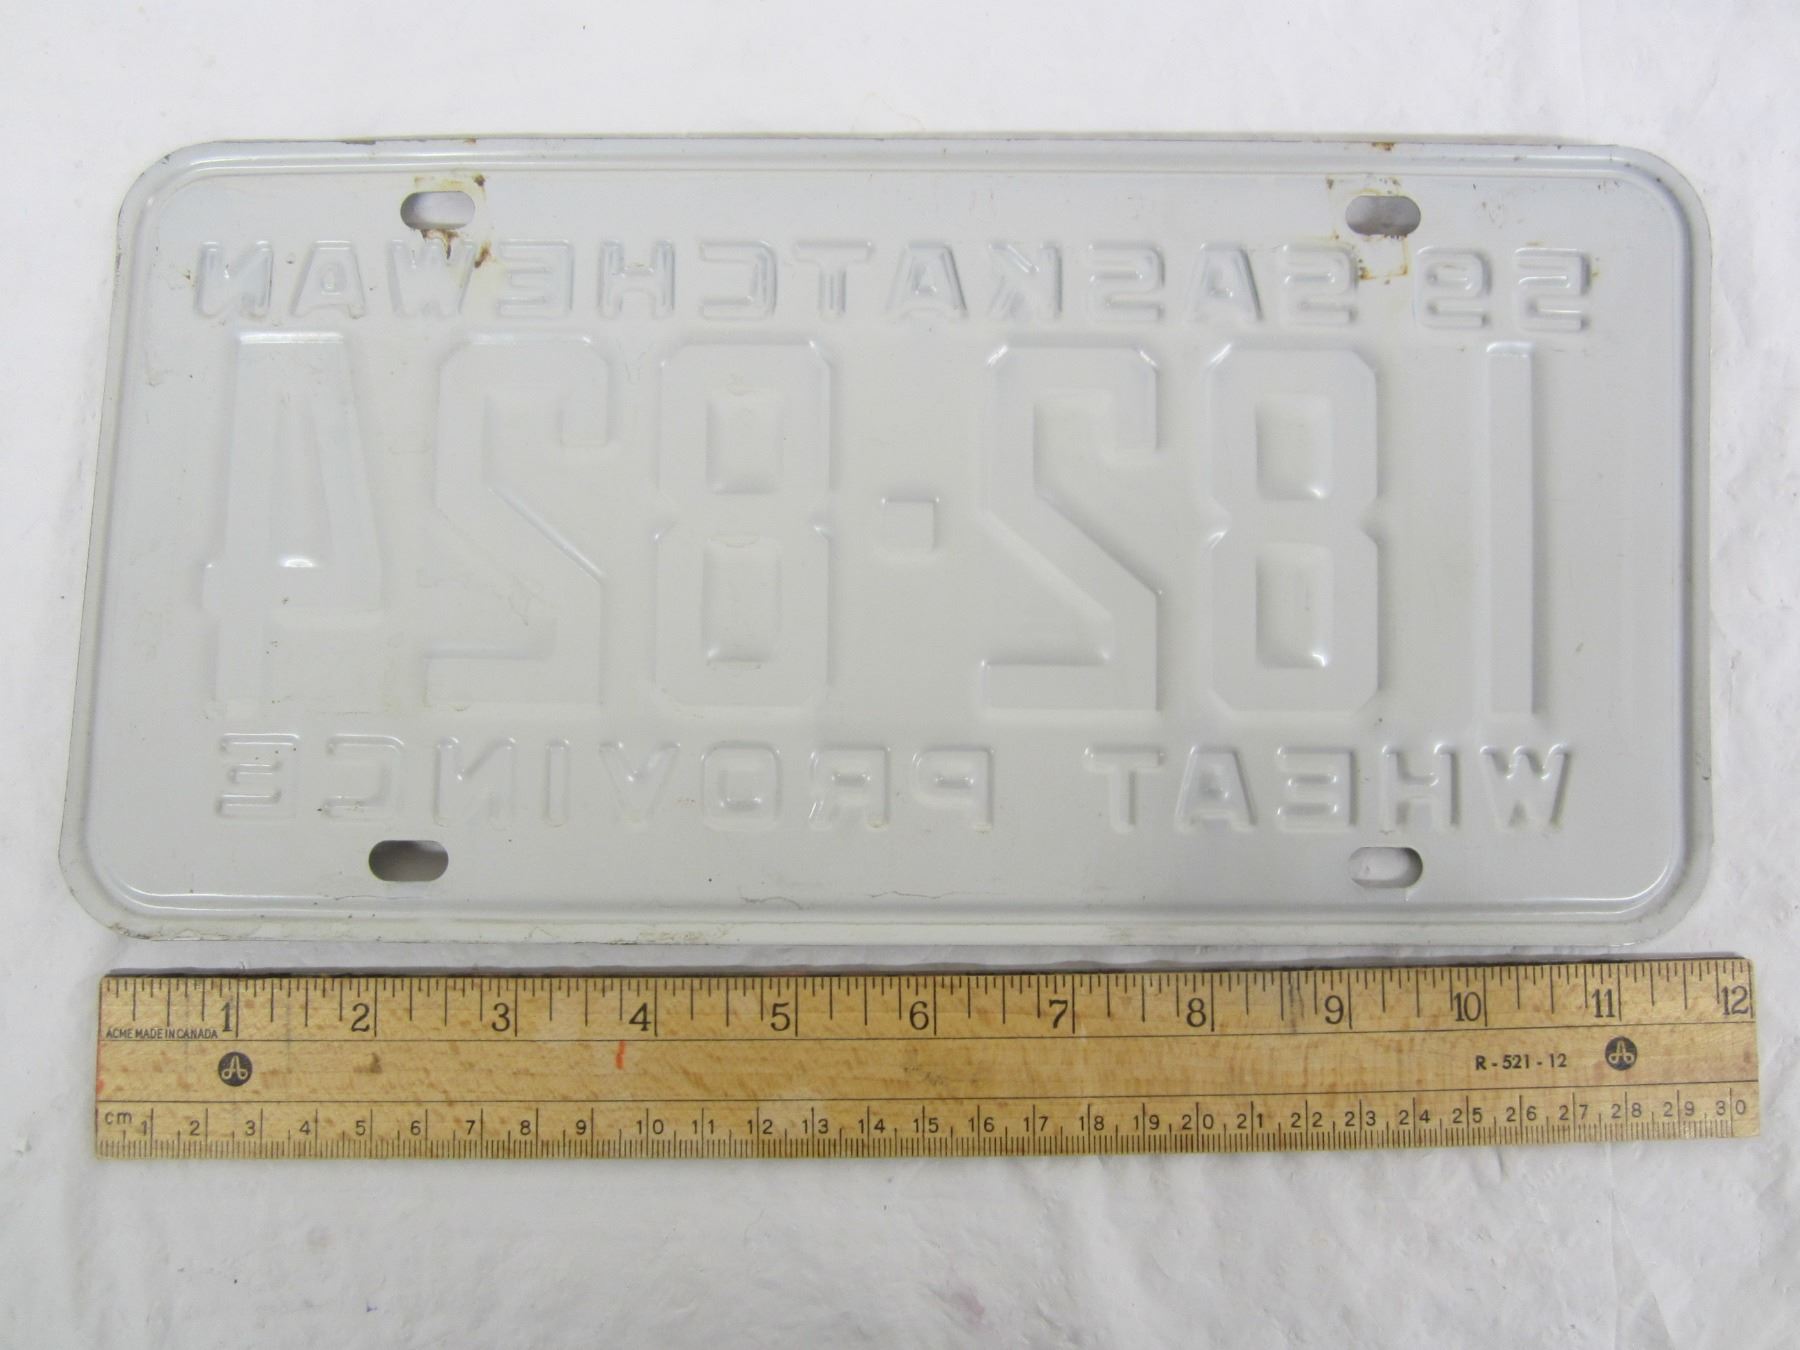 59 SASKATCHEWAN
182-824
WHEAT PROVINCE
1 2 3 4 5 6 7 8 9 10 11 12
ACME MADE IN CANADA
R-521-12
cm 1 2 3 4 5 6 7 8 9 10 11 12 13 14 15 16 17 18 19 20 21 22 23 24 25 26 27 28 29 30